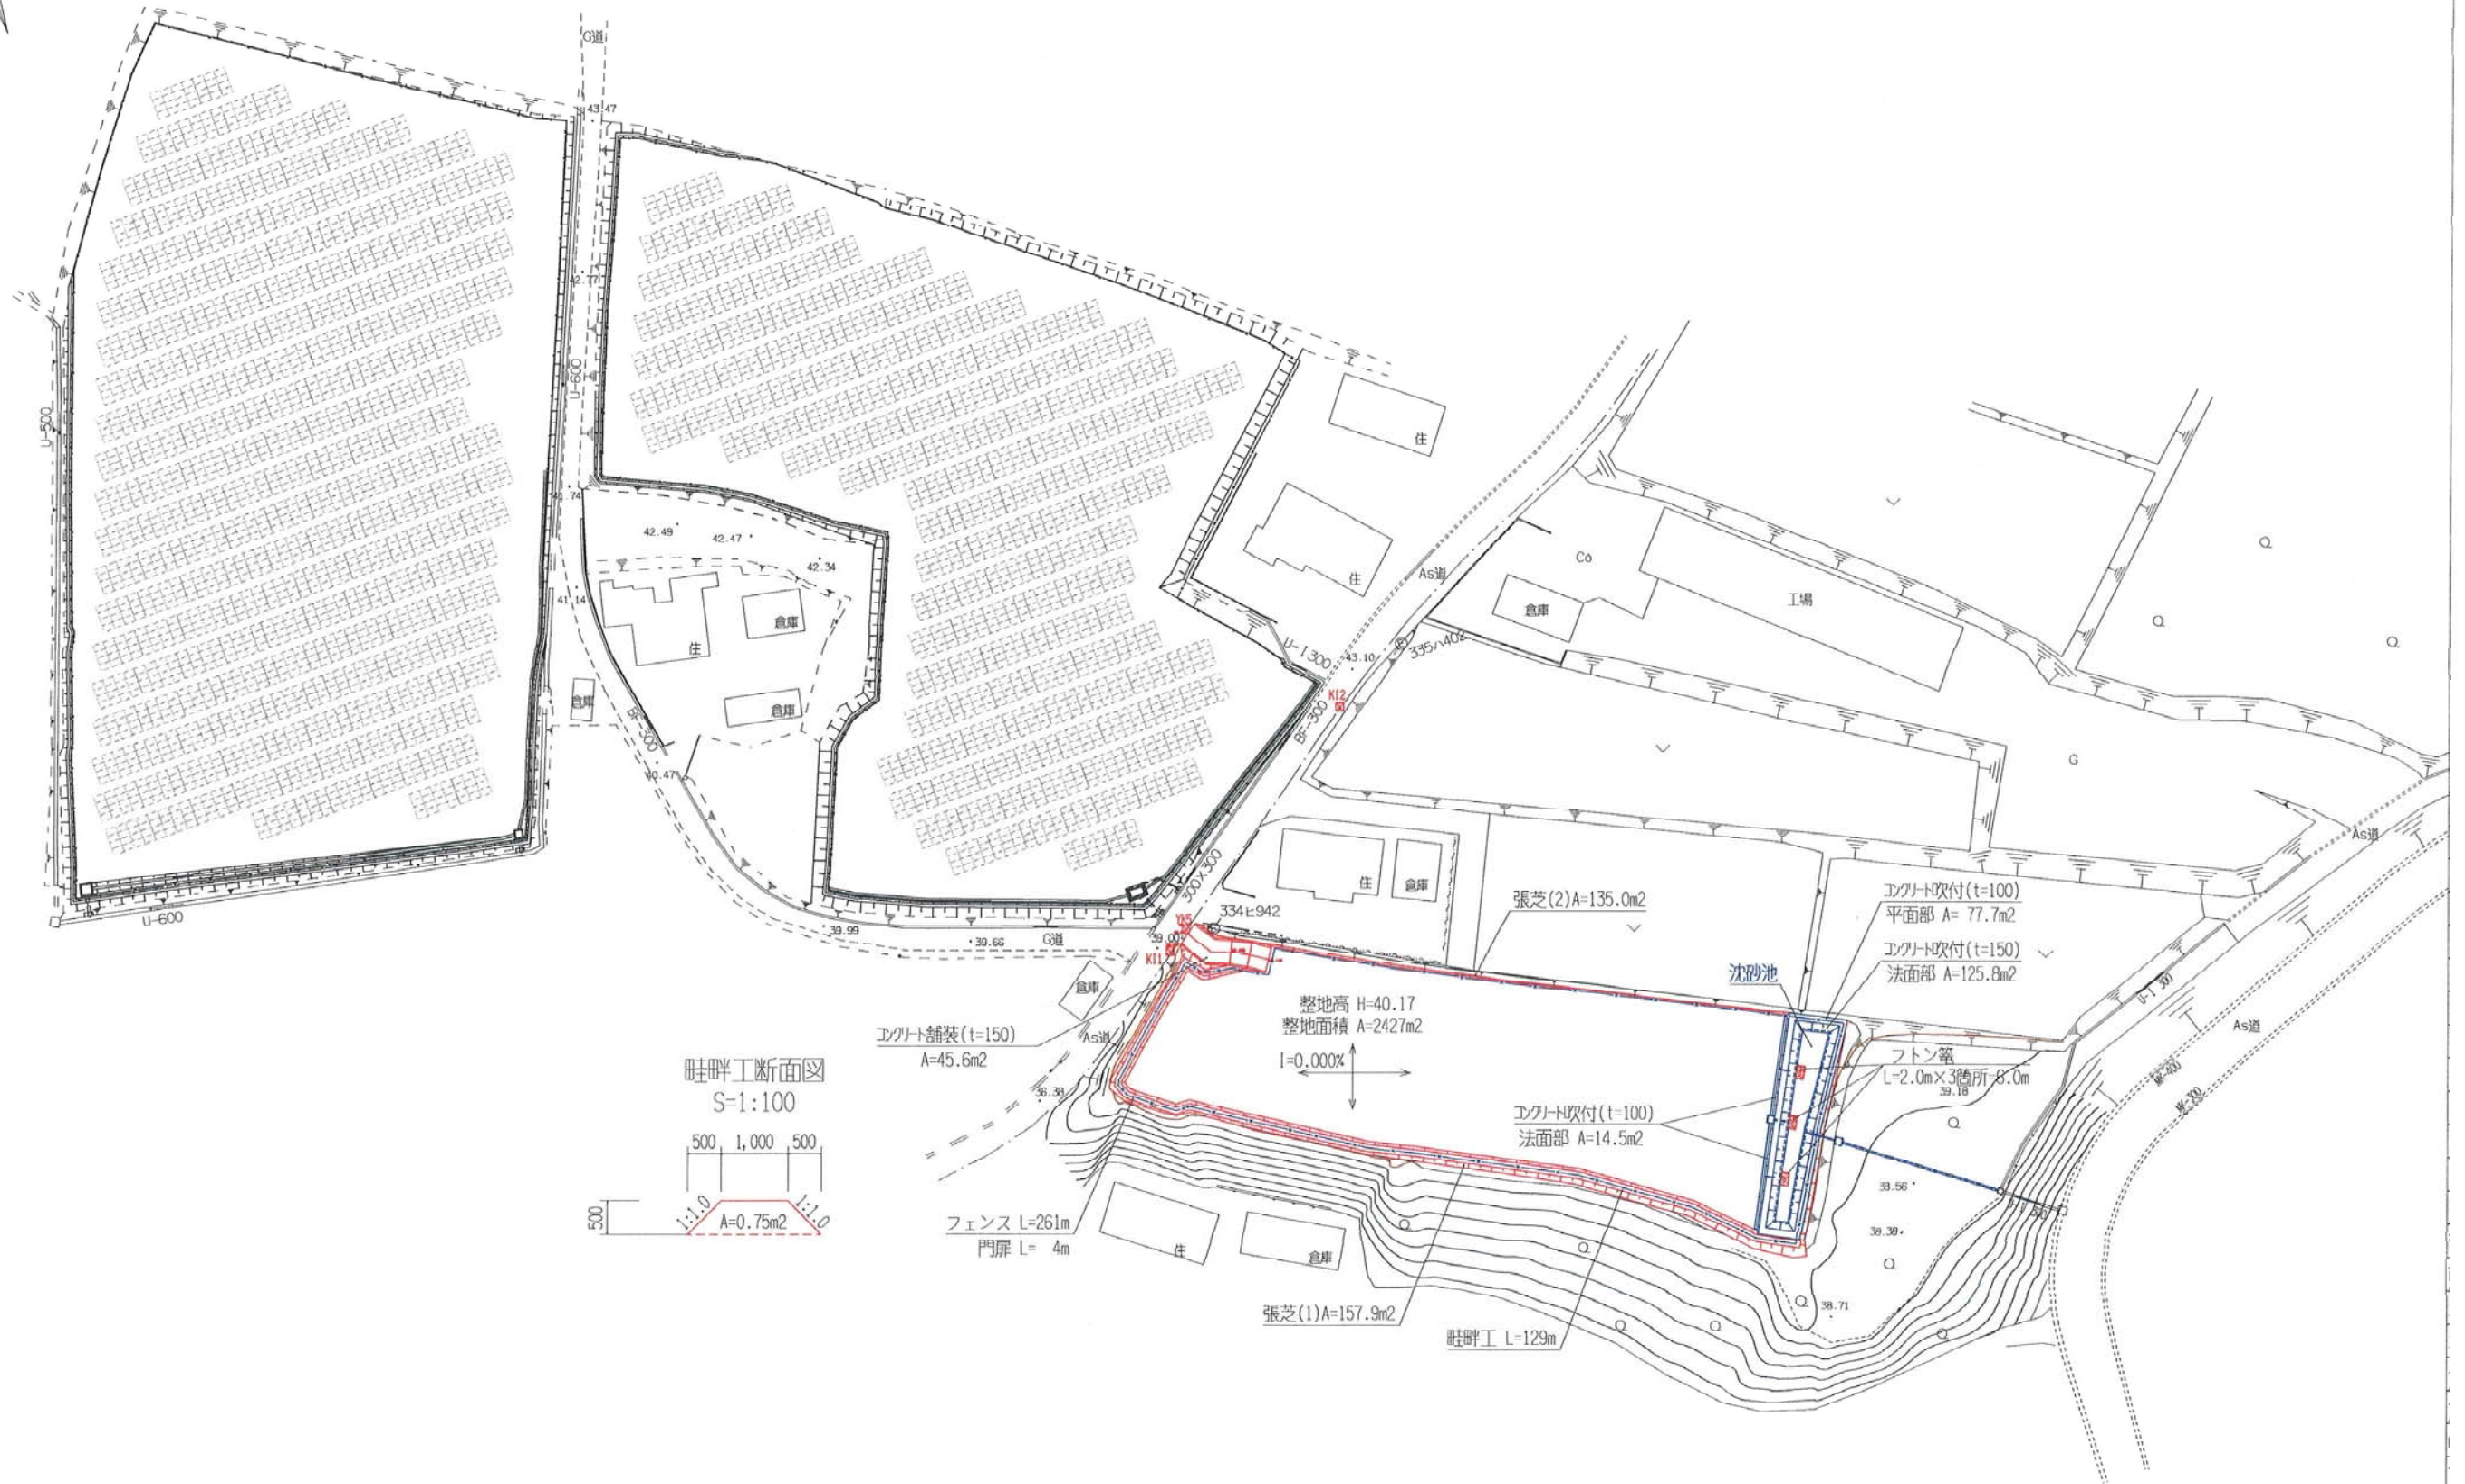 G道
43.47
42.77
U-600
U-500
41.74
42.49
42.47
42.34
41.14
住
倉庫
倉庫
倉庫
BF-300
40.47
U-600
39.99
39.66
G道
住
住
As道
Co
倉庫
工場
335ハ402
43.10
U-1300
KI2
BF-300
300×300
G
As道
Q
Q
Q
住
倉庫
334ヒ942
39.00
KI1
倉庫
As道
36.38
張芝(2)A=135.0m2
コンクリート吹付(t=100)
平面部 A= 77.7m2
コンクリート吹付(t=150)
法面部 A=125.8m2
沈砂池
整地高 H=40.17
整地面積 A=2427m2
I=0.000%
コンクリート舗装(t=150)
A=45.6m2
フトン篭
L=2.0m×3箇所=6.0m
39.18
コンクリート吹付(t=100)
法面部 A=14.5m2
As道
Q
Q
Q
Q
Q
Q
Q
Q
Q
38.71
畦畔工断面図
S=1:100
500
1,000
500
500
1:1.0
1:1.0
A=0.75m2
フェンス L=261m
門扉 L= 4m
住
倉庫
張芝(1)A=157.9m2
畦畔工 L=129m